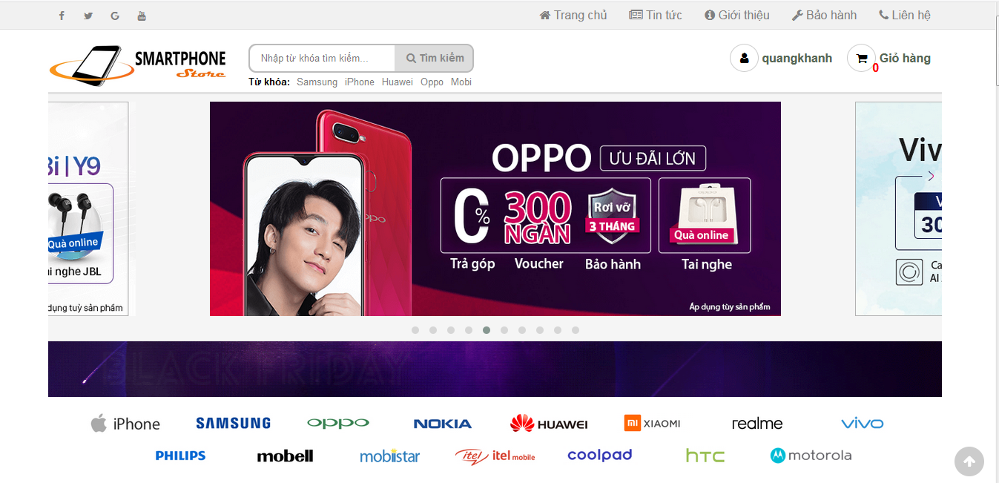 Trang chủ Tin tức Giới thiệu Bảo hành Liên hệ
SMARTPHONE
Store
Nhập từ khóa tìm kiếm... Tìm kiếm
quangkhanh Giỏ hàng
0
Từ khóa: Samsung iPhone Huawei Oppo Mobi
3i | Y9
Quà online
ai nghe JBL
dụng tuỳ sản phẩm
OPPO ƯU ĐÃI LỚN
0%
Trả góp
300
NGÀN
Voucher
Rơi vỡ
3 THÁNG
Bảo hành
Quà online
Tai nghe
Áp dụng tùy sản phẩm
Viv
V
30
Ca
AI
BLACK FRIDAY
iPhone SAMSUNG oppo NOKIA HUAWEI mi XIAOMI realme vivo
PHILIPS mobell mobiistar itel itel mobile coolpad hTC motorola